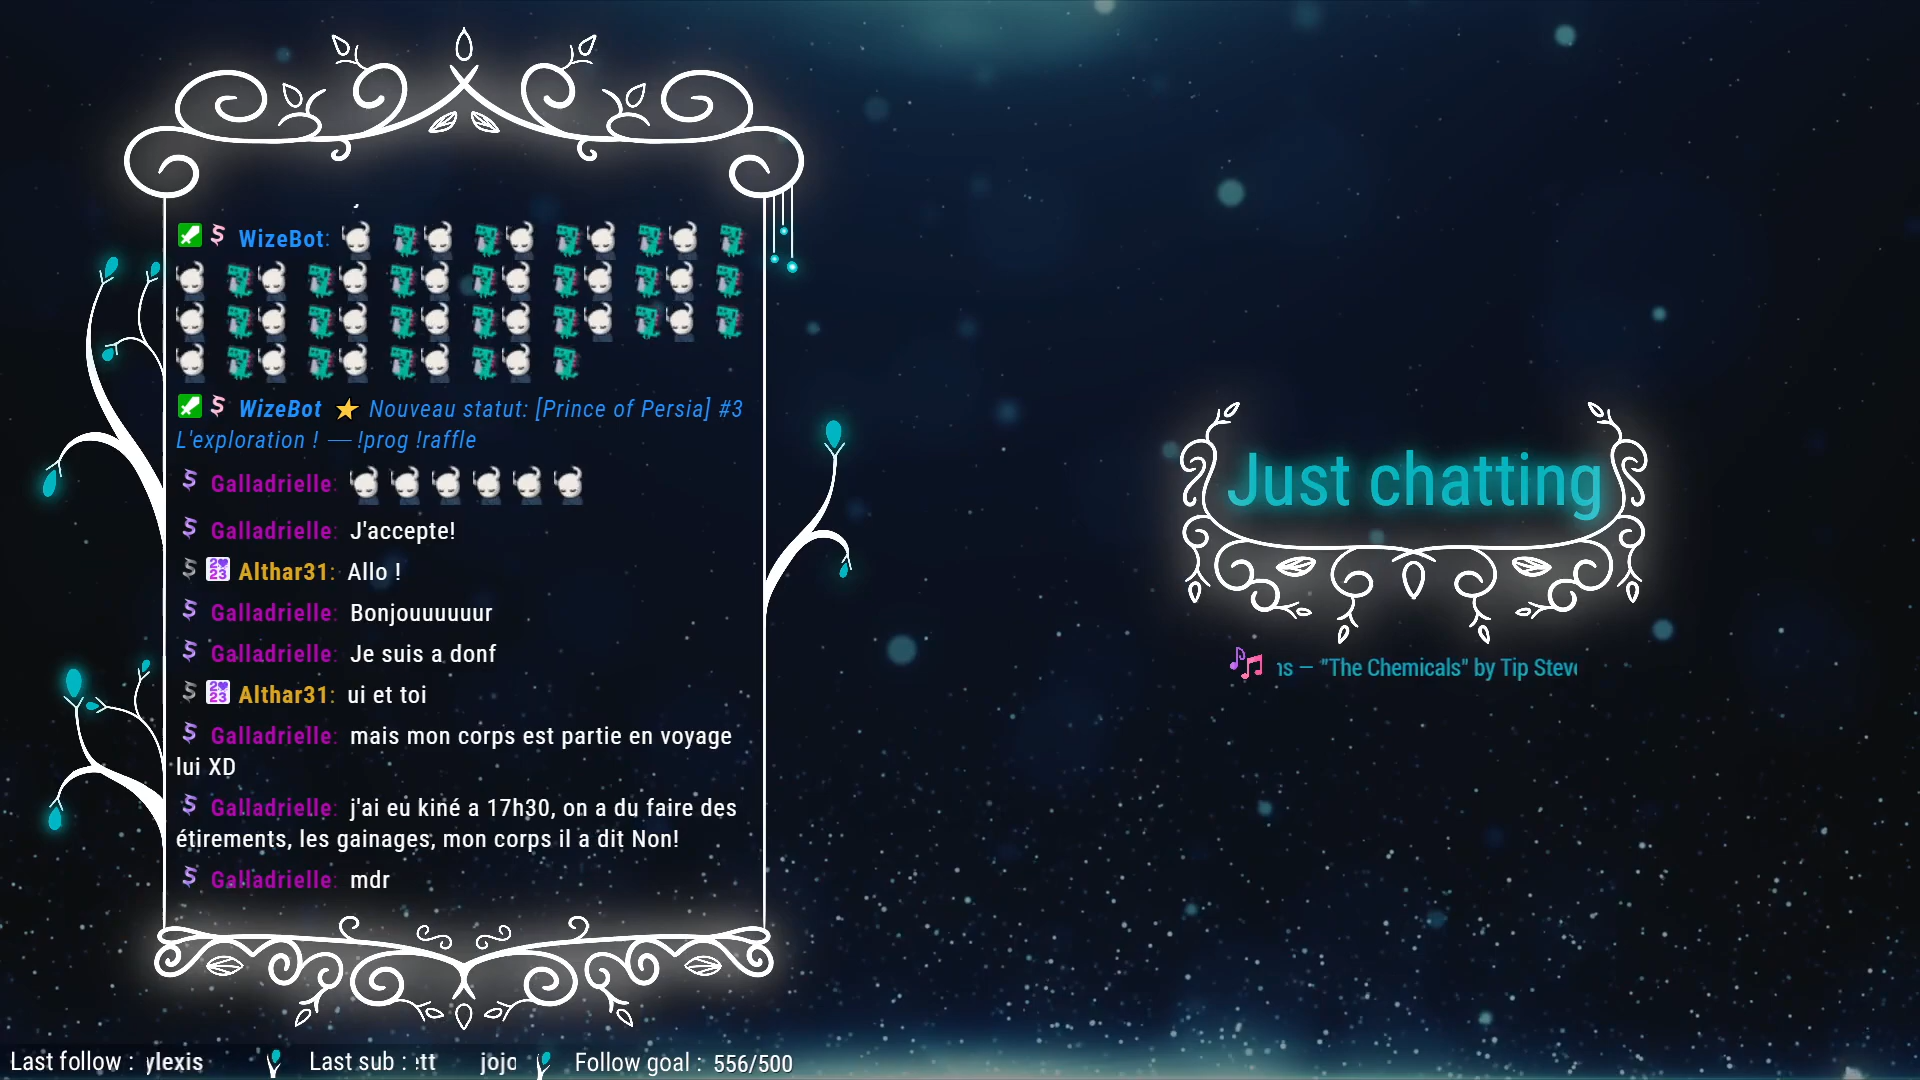 WizeBot:
WizeBot ⭐ Nouveau statut: [Prince of Persia] #3
L'exploration ! — !prog !raffle
Galladrielle:
Galladrielle: J'accepte!
Althar31: Allo !
Galladrielle: Bonjouuuuuur
Galladrielle: Je suis a donf
Althar31: ui et toi
Galladrielle: mais mon corps est partie en voyage
lui XD
Galladrielle: j'ai eu kiné a 17h30, on a du faire des
étirements, les gainages, mon corps il a dit Non!
Galladrielle: mdr
Just chatting
— "The Chemicals" by Tip
Last follow : ylexis
Last sub :
Follow goal : 556/500